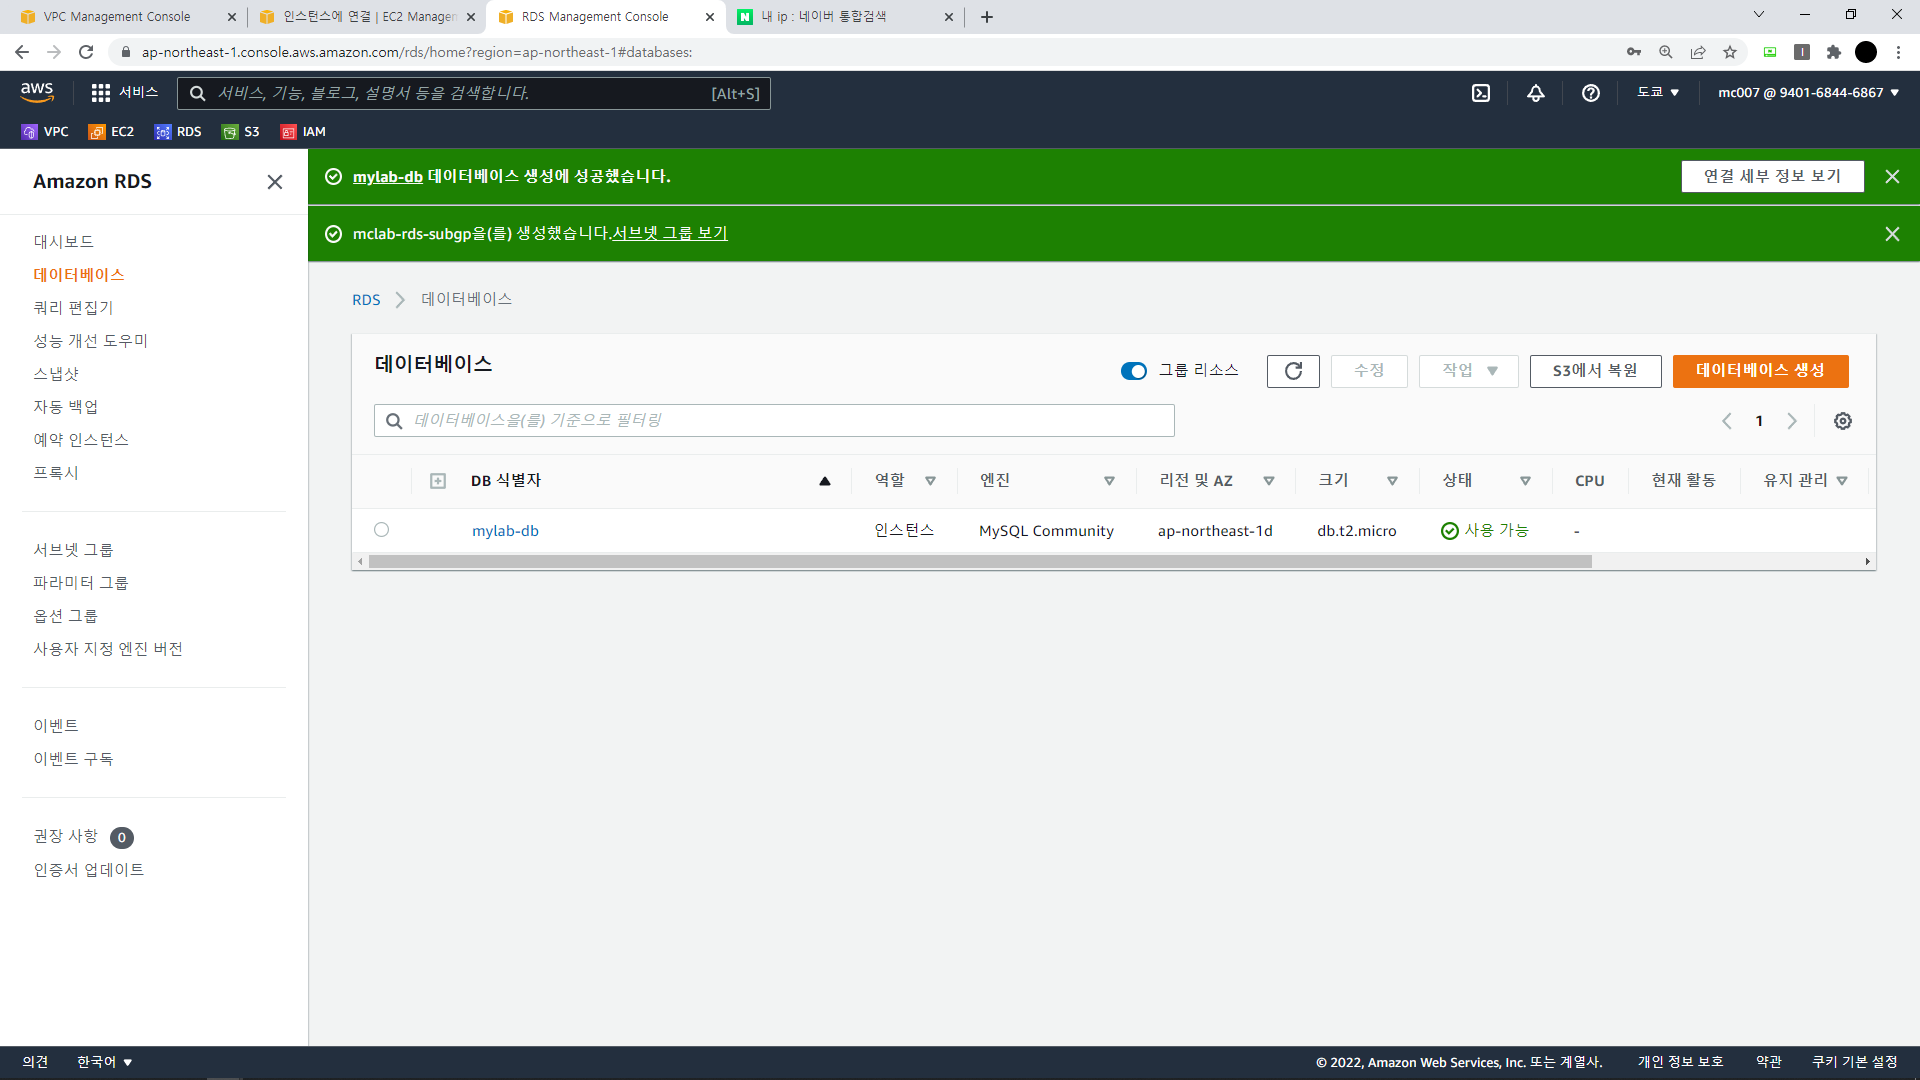 VPC Management Console
인스턴스에 연결 | EC2 Managen
RDS Management Console
내 ip : 네이버 통합검색
ap-northeast-1.console.aws.amazon.com/rds/home?region=ap-northeast-1#databases:
aws
서비스
서비스, 기능, 블로그, 설명서 등을 검색합니다.
[Alt+S]
도쿄
mc007 @ 9401-6844-6867
VPC
EC2
RDS
S3
IAM
Amazon RDS
대시보드
데이터베이스
쿼리 편집기
성능 개선 도우미
스냅샷
자동 백업
예약 인스턴스
프록시
서브넷 그룹
파라미터 그룹
옵션 그룹
사용자 지정 엔진 버전
이벤트
이벤트 구독
권장 사항 0
인증서 업데이트
mylab-db 데이터베이스 생성에 성공했습니다.
연결 세부 정보 보기
mclab-rds-subgp을(를) 생성했습니다.서브넷 그룹 보기
RDS
데이터베이스
데이터베이스
그룹 리소스
수정
작업
S3에서 복원
데이터베이스 생성
데이터베이스을(를) 기준으로 필터링
1
DB 식별자
역할
엔진
리전 및 AZ
크기
상태
CPU
현재 활동
유지 관리
mylab-db
인스턴스
MySQL Community
ap-northeast-1d
db.t2.micro
사용 가능
-
의견
한국어
© 2022, Amazon Web Services, Inc. 또는 계열사.
개인 정보 보호
약관
쿠키 기본 설정